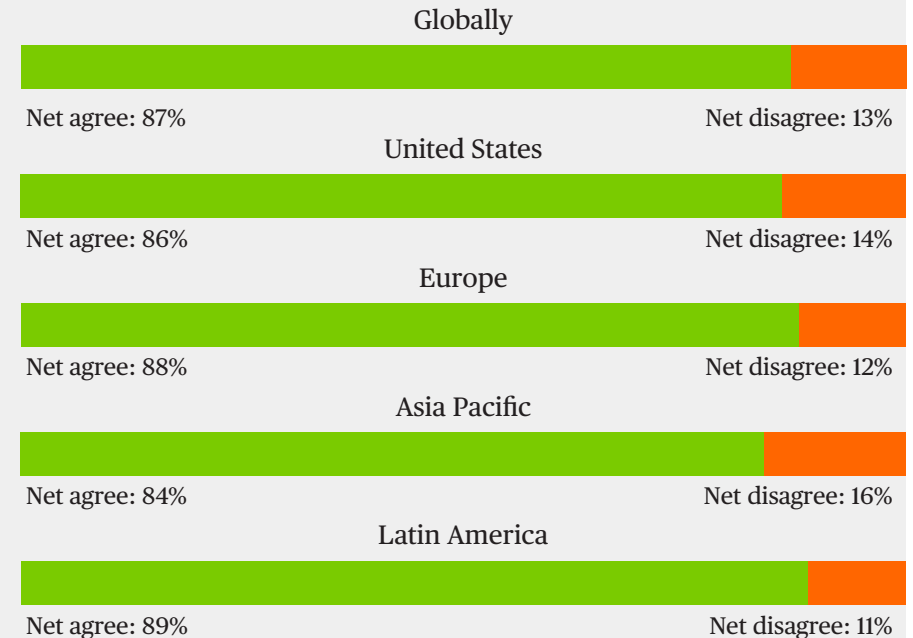 Globally
Net agree: 87% Net disagree: 13%
United States
Net agree: 86% Net disagree: 14%
Europe
Net agree: 88% Net disagree: 12%
Asia Pacific
Net agree: 84% Net disagree: 16%
Latin America
Net agree: 89% Net disagree: 11%